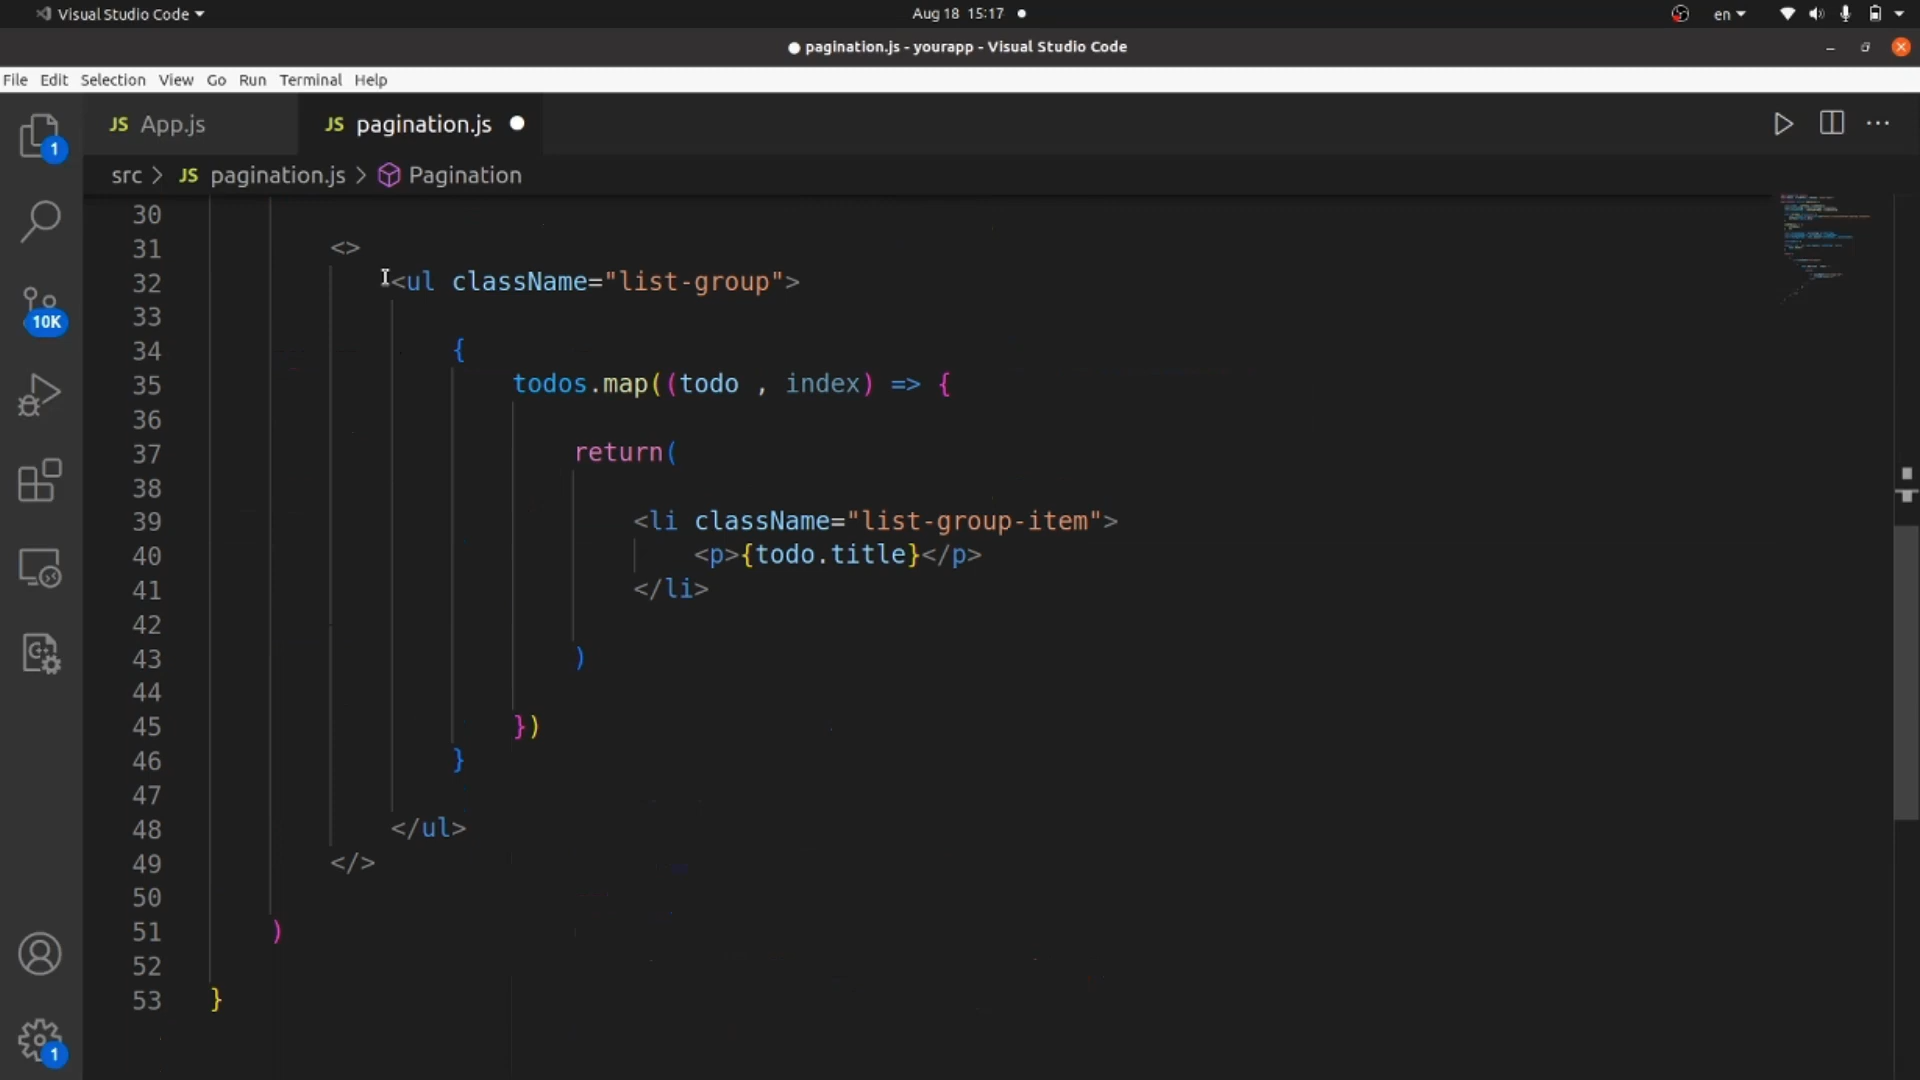 Visual Studio Code
Aug 18 15:17
en
pagination.js - yourapp - Visual Studio Code
File Edit Selection View Go Run Terminal Help
JS App.js
JS pagination.js
src > JS pagination.js > Pagination
1
10K
1
30
31 <>
32 <ul className="list-group">
33
34 {
35 todos.map((todo , index) => {
36
37 return(
38
39 <li className="list-group-item">
40 <p>{todo.title}</p>
41 </li>
42
43 )
44
45 })
46 }
47
48 </ul>
49 </>
50
51 )
52
53 }